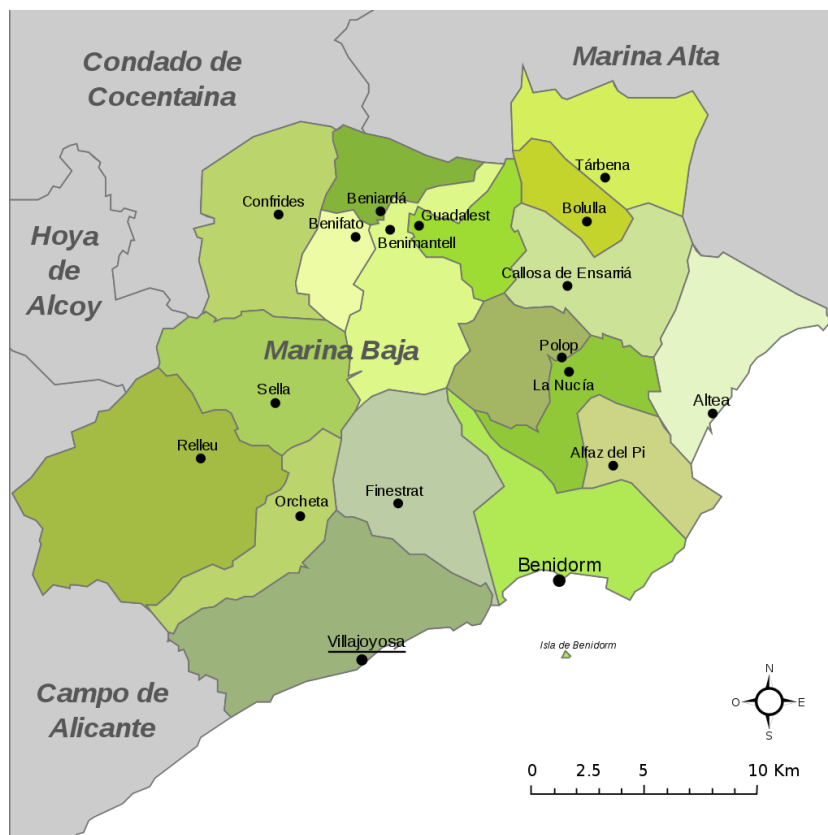 Condado de
Cocentaina
Marina Alta
Tárbena
Confrides
Beniardá
Bolulla
Guadalest
Benifato
Benimantell
Hoya
de
Alcoy
Callosa de Ensarriá
Marina Baja
Polop
La Nucía
Sella
Altea
Relleu
Alfaz del Pi
Orcheta
Finestrat
Benidorm
Villajoyosa
Isla de Benidorm
Campo de
Alicante
N
O
E
S
0 2.5 5 10 Km